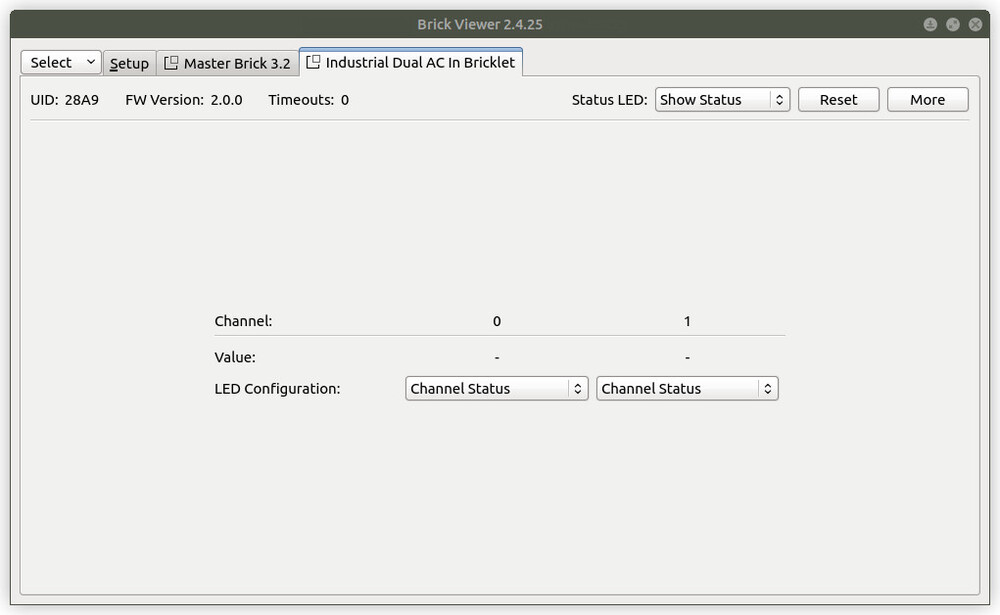 Brick Viewer 2.4.25
Select Setup Master Brick 3.2 Industrial Dual AC In Bricklet
UID: 28A9 FW Version: 2.0.0 Timeouts: 0 Status LED: Show Status Reset More
Channel: 0 1
Value: - -
LED Configuration: Channel Status Channel Status